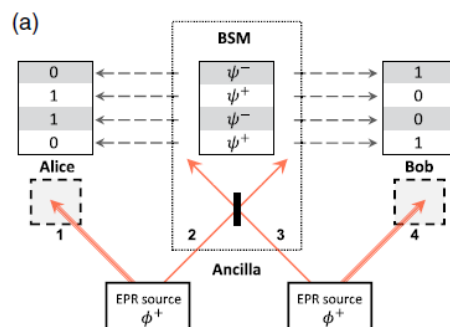 (a)
BSM
0 ψ⁻ 1
1 ψ⁺ 0
1 ψ⁻ 0
0 ψ⁺ 1
Alice Bob
1 2 3 4
Ancilla
EPR source EPR source
ϕ⁺ ϕ⁺